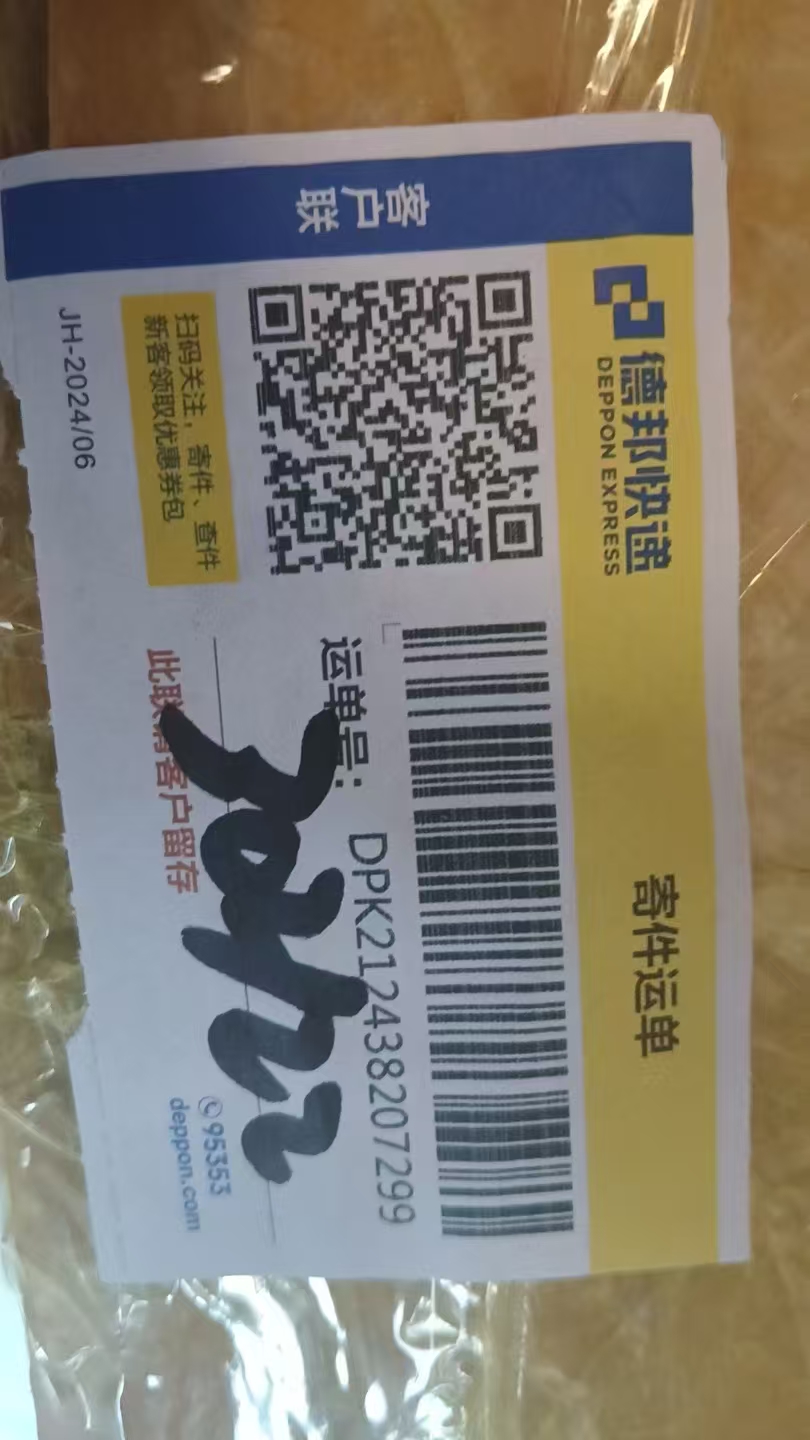 客户联
德邦快递
DEPPON EXPRESS
寄件运单
扫码关注，寄件、查件
新客领取优惠券包
JH-2024/06
运单号：DPK212438207299
此联请客户留存
95353
deppon.com